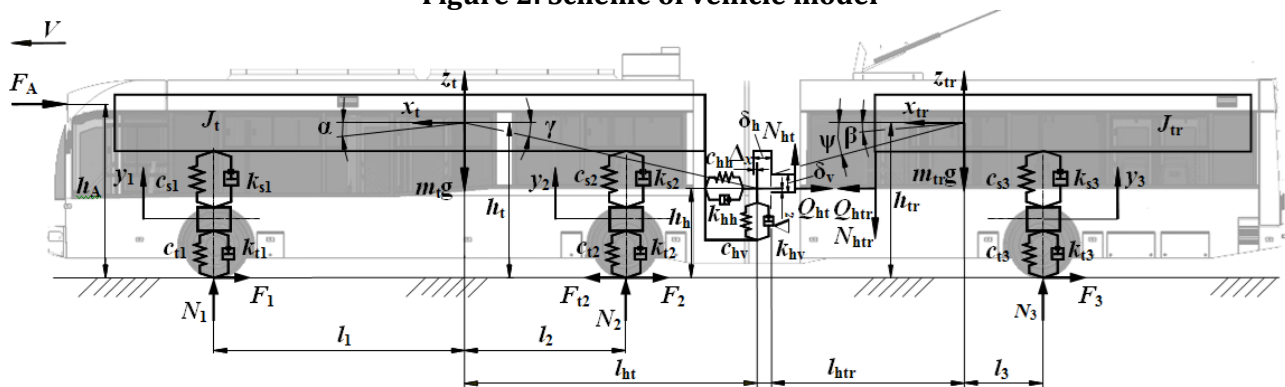 Figure 2. Scheme of vehicle model
V
F_A
z_t
z_tr
x_t
x_tr
J_t
J_tr
α
γ
δ_h
N_ht
ψ
β
c_hh
Δ_x
h_A
y_1
c_s1
k_s1
m_tg
y_2
c_s2
k_s2
δ_v
m_trg
c_s3
k_s3
y_3
h_t
h_h
k_hh
Q_ht
Q_htr
h_tr
N_htr
c_t1
k_t1
c_t2
k_t2
c_hv
k_hv
c_t3
k_t3
F_1
F_t2
F_2
F_3
N_1
N_2
N_3
l_1
l_2
l_ht
l_htr
l_3